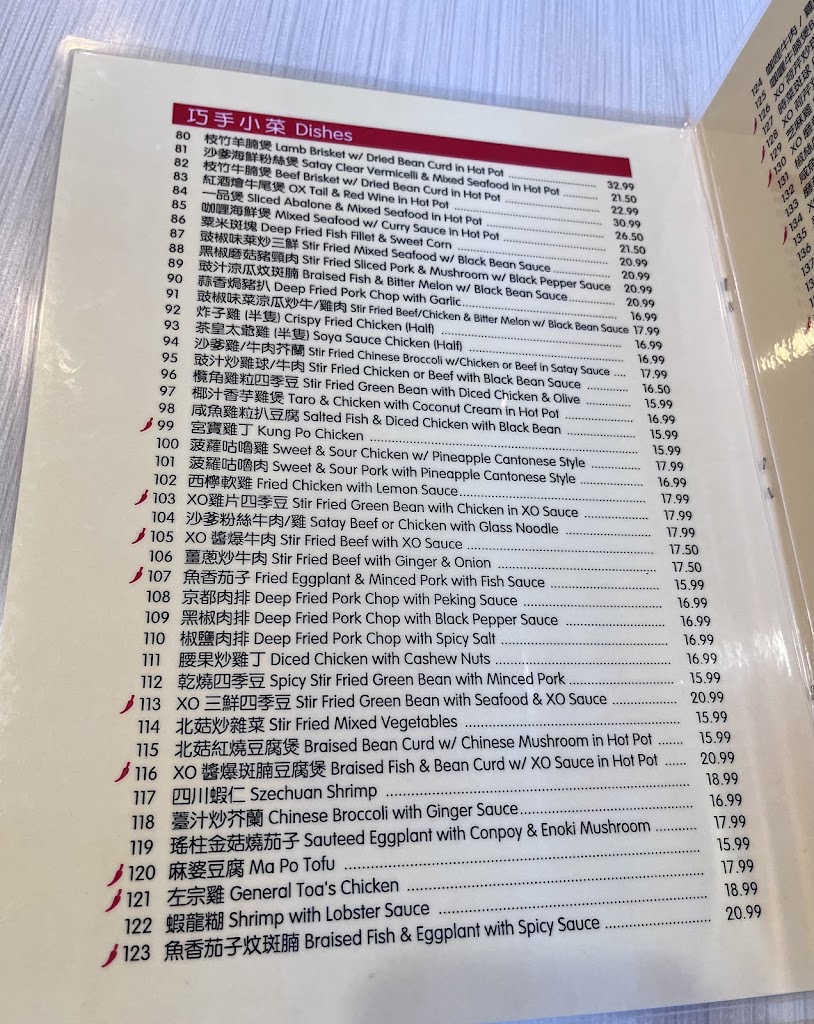 巧手小菜 Dishes
80 枝竹羊腩煲 Lamb Brisket w/ Dried Bean Curd in Hot Pot 32.99
81 沙爹海鮮粉絲煲 Satay Clear Vermicelli & Mixed Seafood in Hot Pot 21.50
82 枝竹牛腩煲 Beef Brisket w/ Dried Bean Curd in Hot Pot 22.99
83 紅酒燴牛尾煲 OX Tail & Red Wine in Hot Pot 30.99
84 一品煲 Sliced Abalone & Mixed Seafood in Hot Pot 26.50
85 咖喱海鮮煲 Mixed Seafood w/ Curry Sauce in Hot Pot 21.50
86 粟米斑塊 Deep Fried Fish Fillet & Sweet Corn 20.99
87 豉椒味菜炒三鮮 Stir Fried Mixed Seafood w/ Black Bean Sauce 20.99
88 黑椒磨菇豬頸肉 Stir Fried Sliced Pork & Mushroom w/ Black Pepper Sauce 20.99
89 豉汁涼瓜炆斑腩 Braised Fish & Bitter Melon w/ Black Bean Sauce 20.99
90 蒜香焗豬扒 Deep Fried Pork Chop with Garlic 16.99
91 豉椒味菜涼瓜炒牛/雞肉 Stir Fried Beef/Chicken & Bitter Melon w/ Black Bean Sauce 17.99
92 炸子雞 (半隻) Crispy Fried Chicken (Half) 16.99
93 茶皇太爺雞 (半隻) Soya Sauce Chicken (Half) 16.99
94 沙爹雞/牛肉芥蘭 Stir Fried Chinese Broccoli w/Chicken or Beef in Satay Sauce 17.99
95 豉汁炒雞球/牛肉 Stir Fried Chicken or Beef with Black Bean Sauce 16.50
96 欖角雞粒四季豆 Stir Fried Green Bean with Diced Chicken & Olive 15.99
97 椰汁香芋雞煲 Taro & Chicken with Coconut Cream in Hot Pot 16.99
98 咸魚雞粒扒豆腐 Salted Fish & Diced Chicken with Black Bean 15.99
99 宮寶雞丁 Kung Po Chicken 15.99
100 菠蘿咕嚕雞 Sweet & Sour Chicken w/ Pineapple Cantonese Style 17.99
101 菠蘿咕嚕肉 Sweet & Sour Pork with Pineapple Cantonese Style 16.99
102 西檸軟雞 Fried Chicken with Lemon Sauce 17.99
103 XO雞片四季豆 Stir Fried Green Bean with Chicken in XO Sauce 17.99
104 沙爹粉絲牛肉/雞 Satay Beef or Chicken with Glass Noodle 17.99
105 XO 醬爆牛肉 Stir Fried Beef with XO Sauce 17.50
106 薑蔥炒牛肉 Stir Fried Beef with Ginger & Onion 17.50
107 魚香茄子 Fried Eggplant & Minced Pork with Fish Sauce 15.99
108 京都肉排 Deep Fried Pork Chop with Peking Sauce 16.99
109 黑椒肉排 Deep Fried Pork Chop with Black Pepper Sauce 16.99
110 椒鹽肉排 Deep Fried Pork Chop with Spicy Salt 16.99
111 腰果炒雞丁 Diced Chicken with Cashew Nuts 16.99
112 乾燒四季豆 Spicy Stir Fried Green Bean with Minced Pork 15.99
113 XO 三鮮四季豆 Stir Fried Green Bean with Seafood & XO Sauce 20.99
114 北菇炒雜菜 Stir Fried Mixed Vegetables 15.99
115 北菇紅燒豆腐煲 Braised Bean Curd w/ Chinese Mushroom in Hot Pot 15.99
116 XO 醬爆斑腩豆腐煲 Braised Fish & Bean Curd w/ XO Sauce in Hot Pot 20.99
117 四川蝦仁 Szechuan Shrimp 18.99
118 薑汁炒芥蘭 Chinese Broccoli with Ginger Sauce 16.99
119 瑤柱金菇燒茄子 Sauteed Eggplant with Conpoy & Enoki Mushroom 17.99
120 麻婆豆腐 Ma Po Tofu 15.99
121 左宗雞 General Toa's Chicken 17.99
122 蝦龍糊 Shrimp with Lobster Sauce 18.99
123 魚香茄子炆斑腩 Braised Fish & Eggplant with Spicy Sauce 20.99
124
125
126 XO
127
128 XO
129
130 XO
131
132
133
134 XO
135
136
137